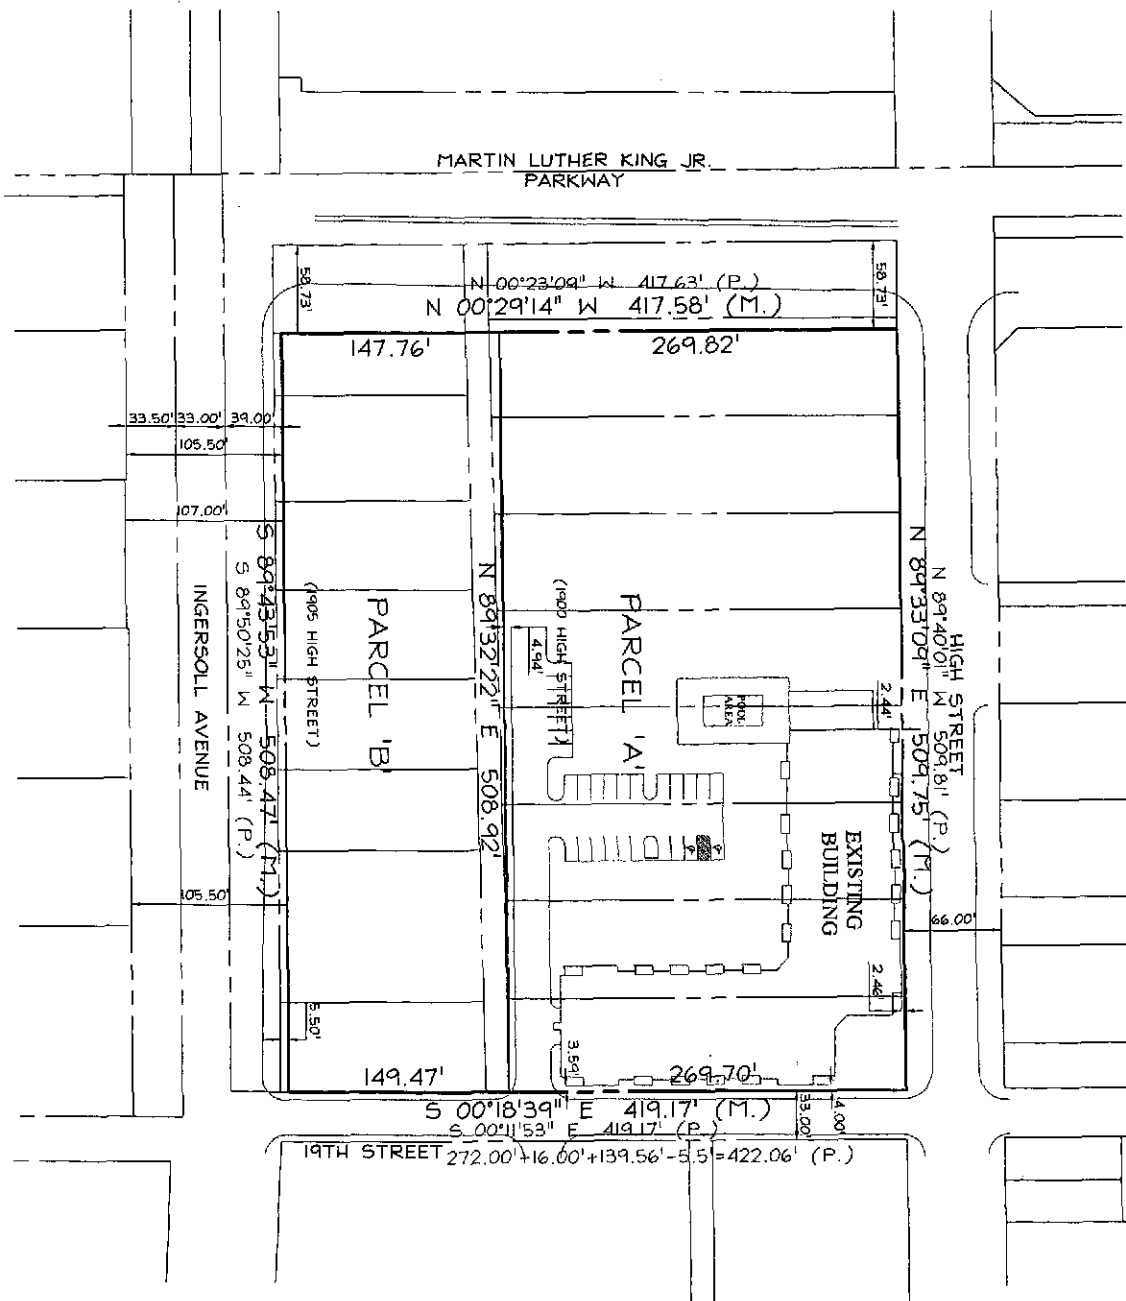 MARTIN LUTHER KING JR.
PARKWAY
58.73'
58.73'
N 00°23'09" W 417.63' (P.)
N 00°29'14" W 417.58' (M.)
147.76'
269.82'
33.50'
33.00'
39.00'
105.50'
107.00'
INGERSOLL AVENUE
S 89°50'25" W 508.44' (P.)
S 89°43'53" W 508.47' (M.)
(1905 HIGH STREET)
PARCEL 'B'
N 89°32'22" E 508.92'
4.94'
(1900 HIGH STREET)
PARCEL 'A'
POOL
AREA
2.44'
N 89°33'09" E 509.75' (M.)
N 89°40'01" W 509.81' (P.)
HIGH STREET
EXISTING
BUILDING
105.50'
66.00'
2.46'
5.50'
3.59'
149.47'
269.70'
S 00°18'39" E 419.17' (M.)
S 00°11'53" E 419.17' (P.)
33.00'
4.00'
19TH STREET
272.00'+16.00'+139.56'-5.5'=422.06' (P.)